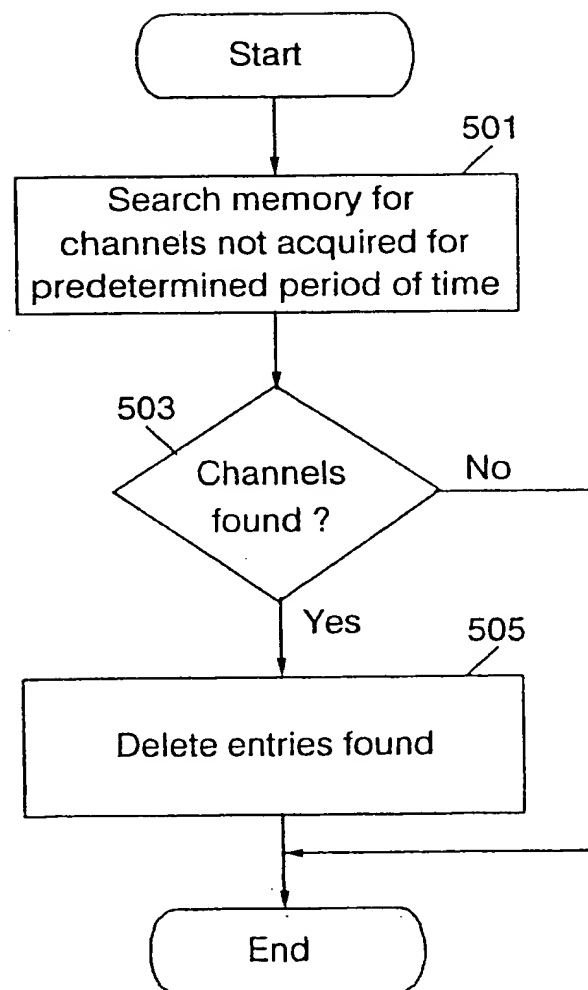 Start
501
Search memory for
channels not acquired for
predetermined period of time
503
Channels
found ?
No
Yes
505
Delete entries found
End